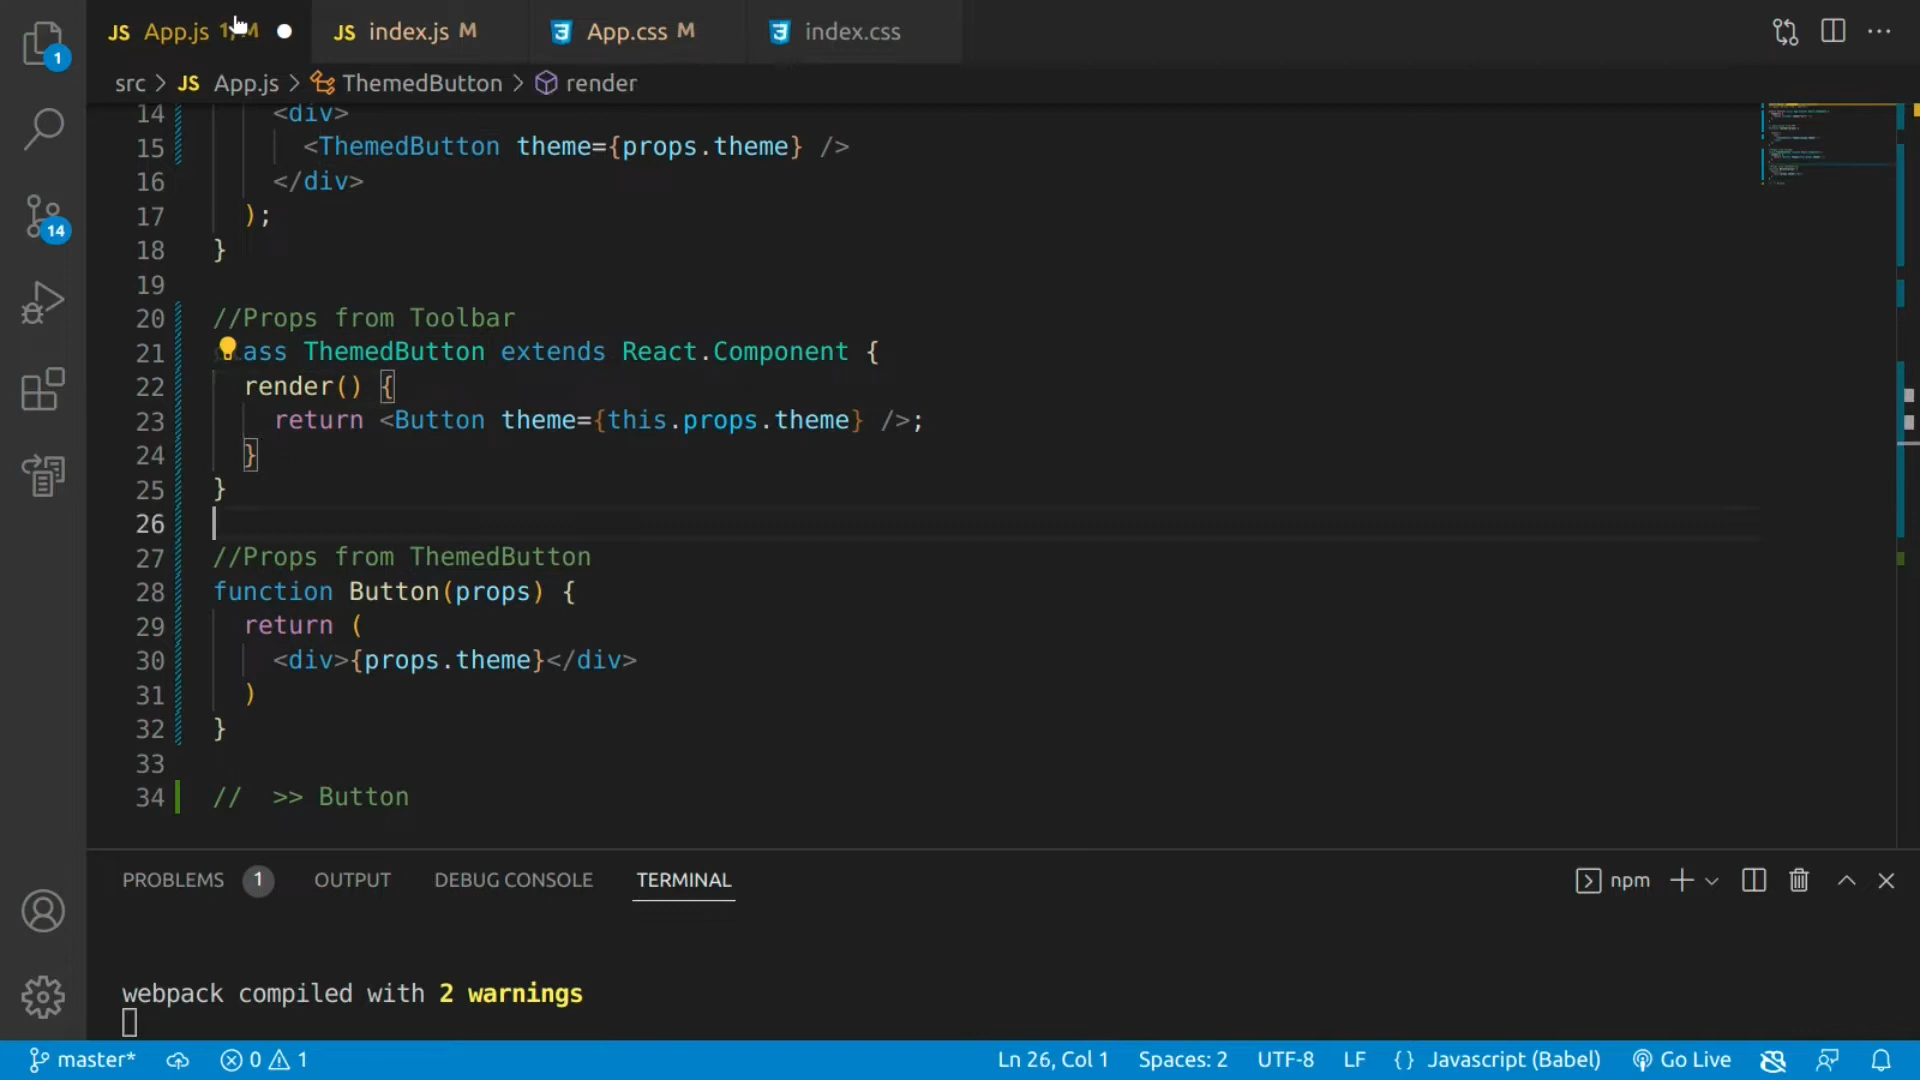 JS App.js M index.js M App.css M index.css
src > JS App.js > ThemedButton > render
14 <div>
15 <ThemedButton theme={props.theme} />
16 </div>
17 );
18 }
19
20 //Props from Toolbar
21 ass ThemedButton extends React.Component {
22 render() {
23 return <Button theme={this.props.theme} />;
24 }
25 }
26
27 //Props from ThemedButton
28 function Button(props) {
29 return (
30 <div>{props.theme}</div>
31 )
32 }
33
34 // >> Button
1
14
PROBLEMS 1 OUTPUT DEBUG CONSOLE TERMINAL npm
webpack compiled with 2 warnings
master* 0 1 Ln 26, Col 1 Spaces: 2 UTF-8 LF { } Javascript (Babel) Go Live